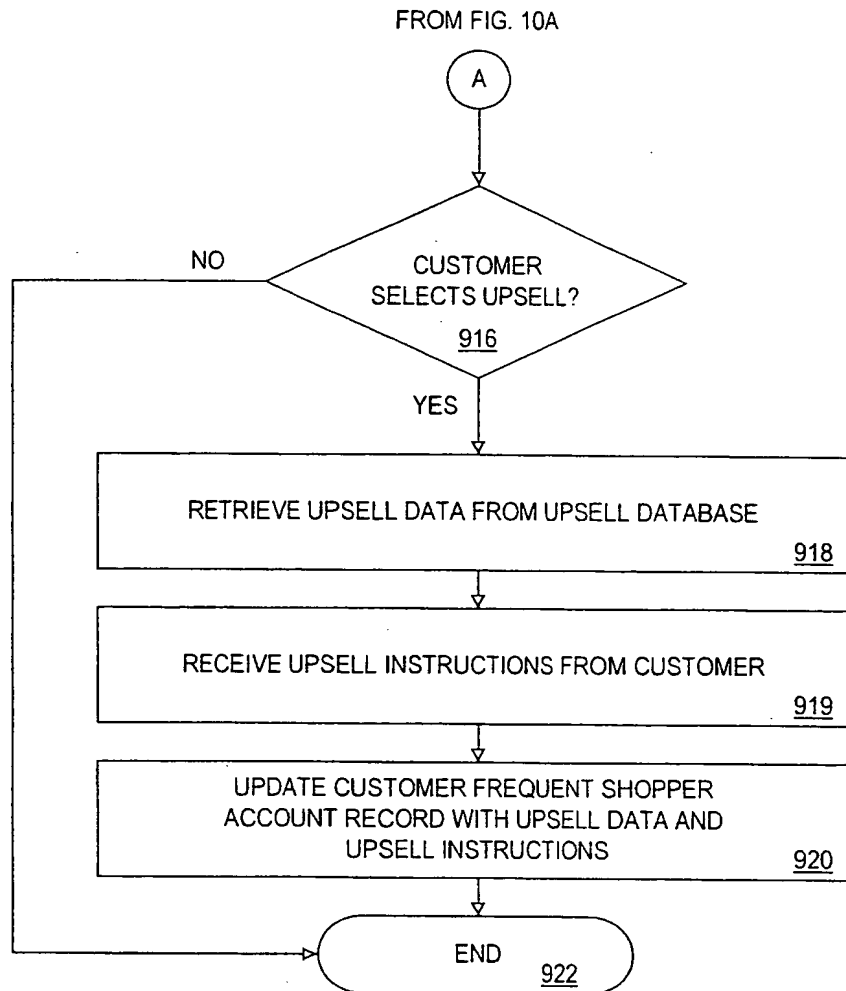 FROM FIG. 10A
A
CUSTOMER
SELECTS UPSELL?
916
NO
YES
RETRIEVE UPSELL DATA FROM UPSELL DATABASE
918
RECEIVE UPSELL INSTRUCTIONS FROM CUSTOMER
919
UPDATE CUSTOMER FREQUENT SHOPPER
ACCOUNT RECORD WITH UPSELL DATA AND
UPSELL INSTRUCTIONS
920
END
922